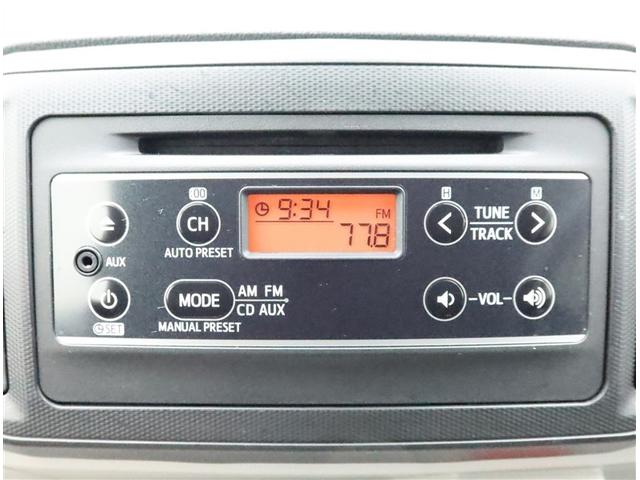 :00
CH
AUTO PRESET
9:34
FM
77.8
H
M
TUNE
TRACK
AUX
SET
MODE
AM FM
CD AUX
MANUAL PRESET
-VOL-